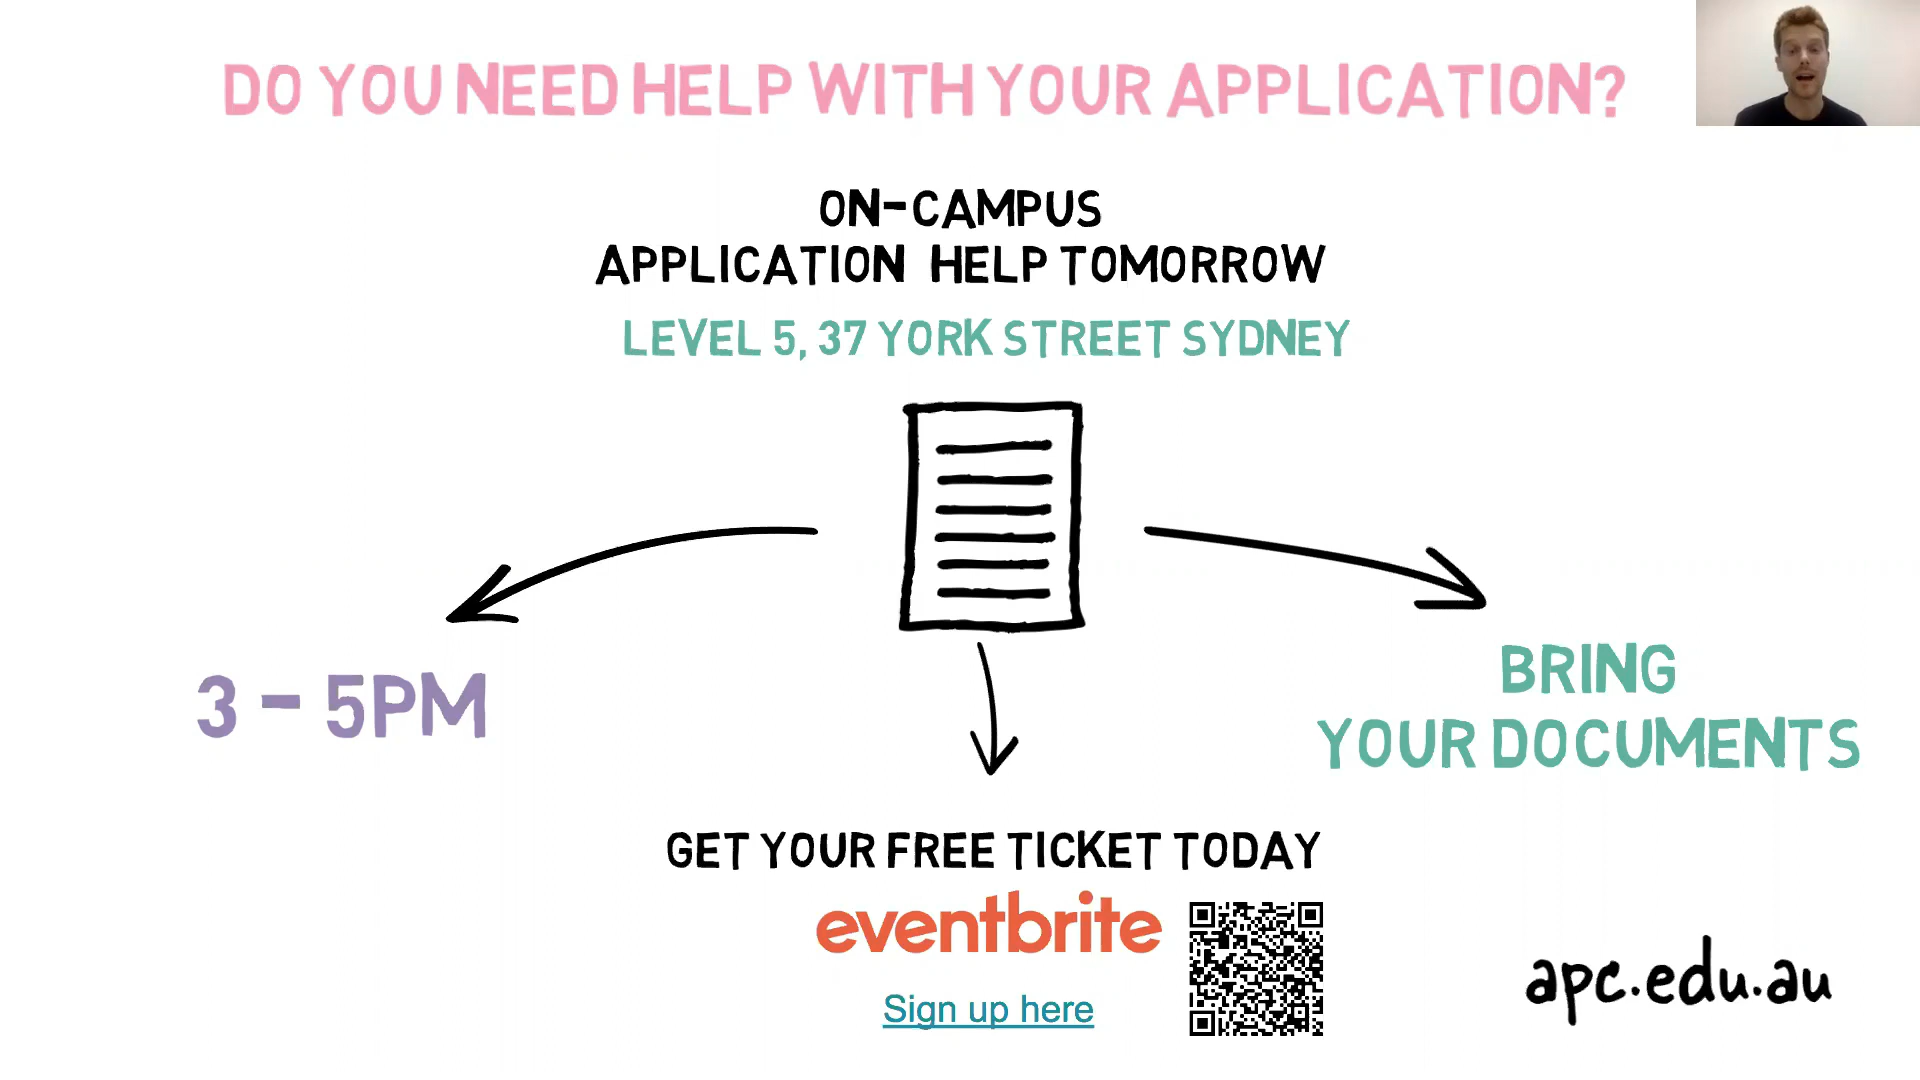 DO YOU NEED HELP WITH YOUR APPLICATION?
ON-CAMPUS
APPLICATION HELP TOMORROW
LEVEL 5, 37 YORK STREET SYDNEY
3 - 5PM
BRING
YOUR DOCUMENTS
GET YOUR FREE TICKET TODAY
eventbrite
Sign up here
apc.edu.au